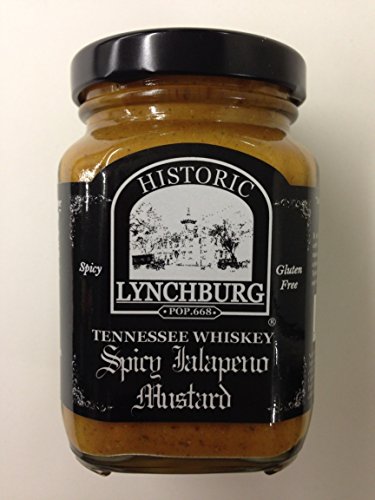 HISTORIC
LYNCHBURG
• POP.668 •
®
TENNESSEE WHISKEY
Spicy Jalapeno
Mustard
Spicy
Gluten
Free